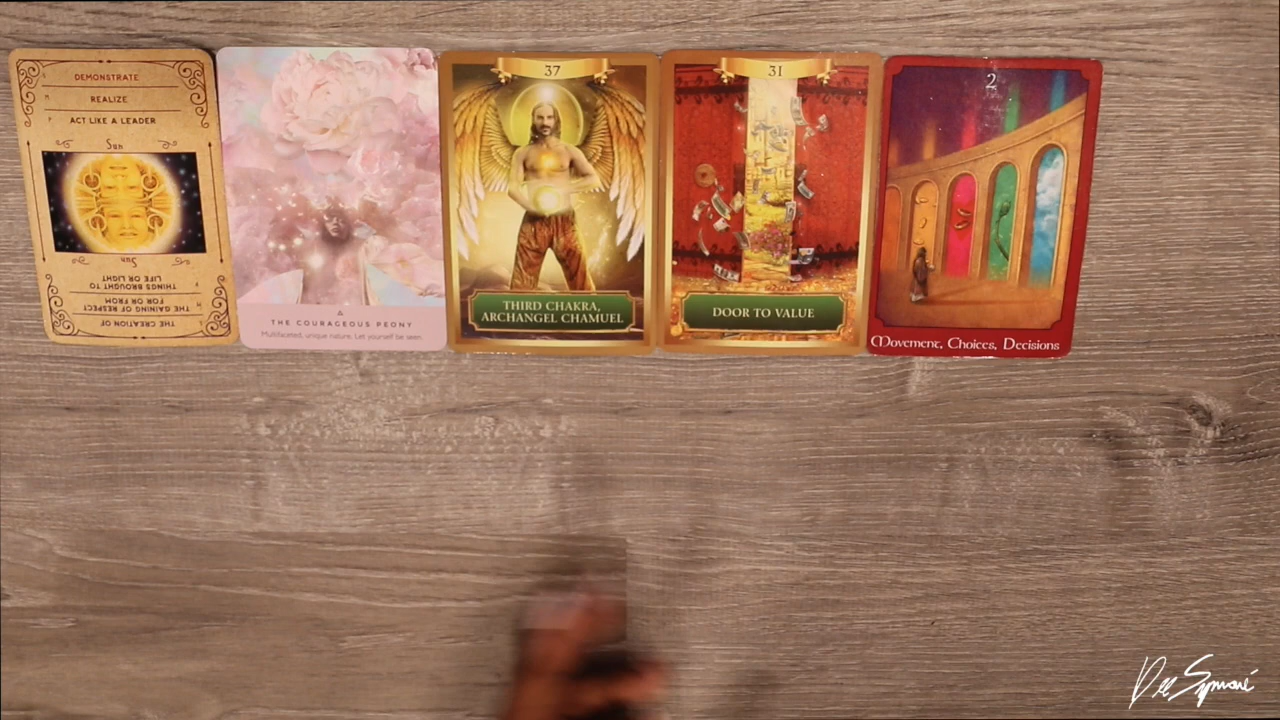 DEMONSTRATE
REALIZE
ACT LIKE A LEADER
Sun
Sun
THINGS BROUGHT TO
LIFE OR LIGHT
THE GAINING OF RESPECT
FOR OR FROM
THE CREATION OF
THE COURAGEOUS PEONY
Multifaceted, unique nature. Let yourself be seen.
37
THIRD CHAKRA,
ARCHANGEL CHAMUEL
31
DOOR TO VALUE
2
Movement, Choices, Decisions